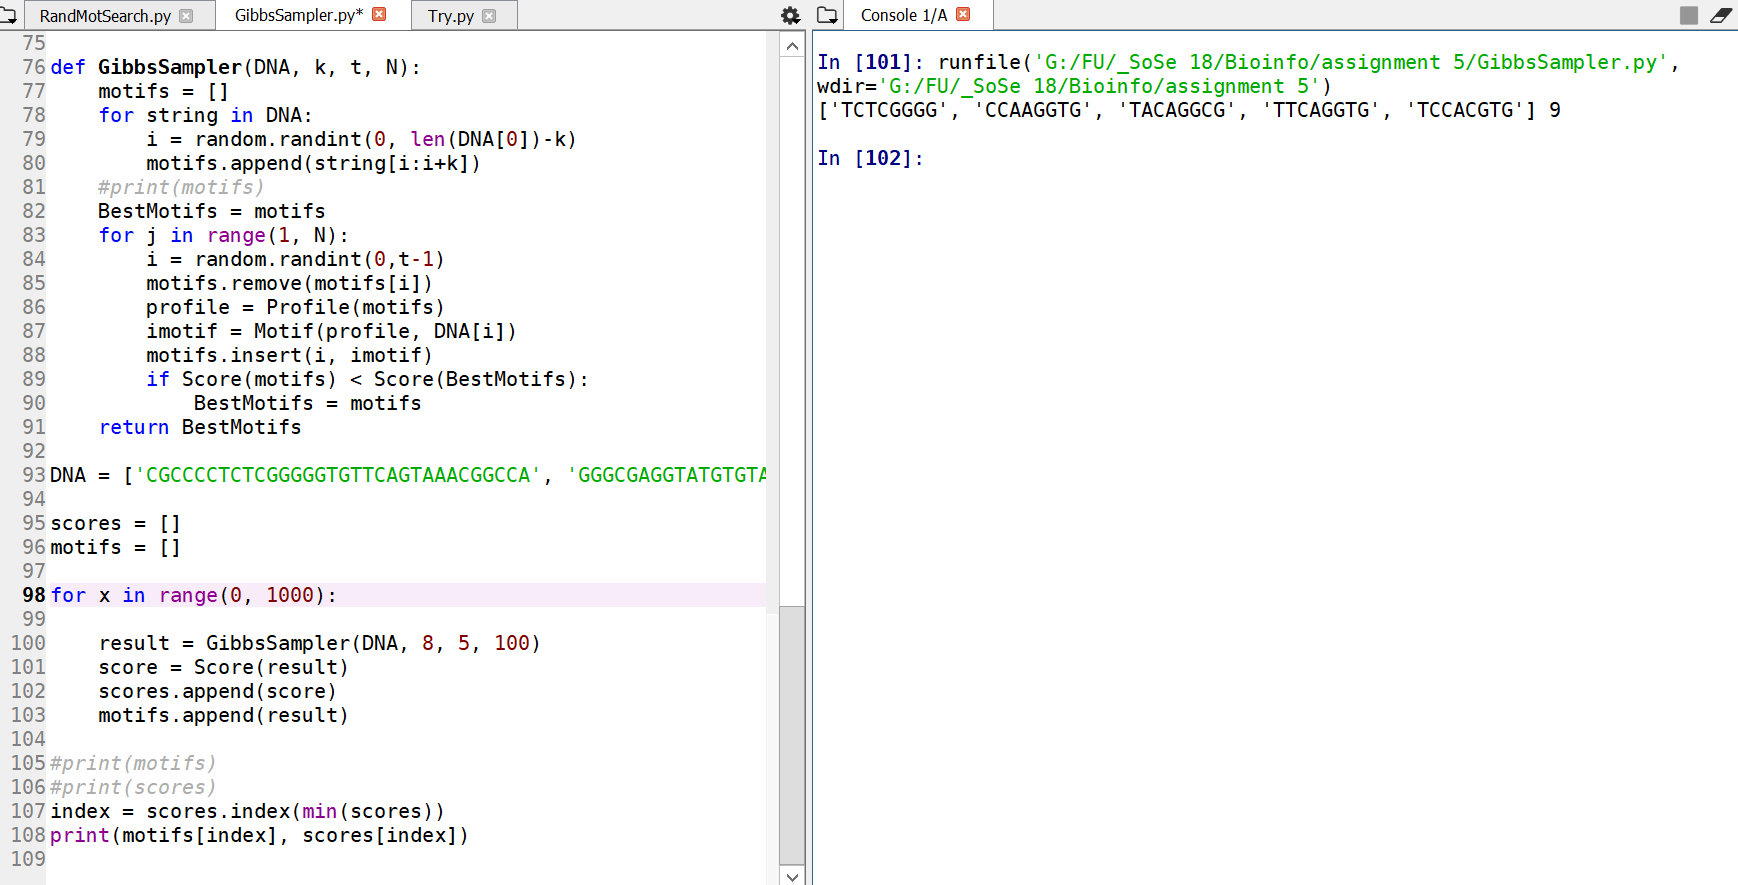 RandMotSearch.py
GibbsSampler.py*
Try.py
75
76 def GibbsSampler(DNA, k, t, N):
77     motifs = []
78     for string in DNA:
79         i = random.randint(0, len(DNA[0])-k)
80         motifs.append(string[i:i+k])
81     #print(motifs)
82     BestMotifs = motifs
83     for j in range(1, N):
84         i = random.randint(0,t-1)
85         motifs.remove(motifs[i])
86         profile = Profile(motifs)
87         imotif = Motif(profile, DNA[i])
88         motifs.insert(i, imotif)
89         if Score(motifs) < Score(BestMotifs):
90             BestMotifs = motifs
91     return BestMotifs
92
93 DNA = ['CGCCCCTCTCGGGGGTGTTCAGTAAACGGCCA', 'GGGCGAGGTATGTGTA
94
95 scores = []
96 motifs = []
97
98 for x in range(0, 1000):
99
100     result = GibbsSampler(DNA, 8, 5, 100)
101     score = Score(result)
102     scores.append(score)
103     motifs.append(result)
104
105 #print(motifs)
106 #print(scores)
107 index = scores.index(min(scores))
108 print(motifs[index], scores[index])
109
Console 1/A
In [101]: runfile('G:/FU/_SoSe 18/Bioinfo/assignment 5/GibbsSampler.py',
wdir='G:/FU/_SoSe 18/Bioinfo/assignment 5')
['TCTCGGGG', 'CCAAGGTG', 'TACAGGCG', 'TTCAGGTG', 'TCCACGTG'] 9
In [102]: